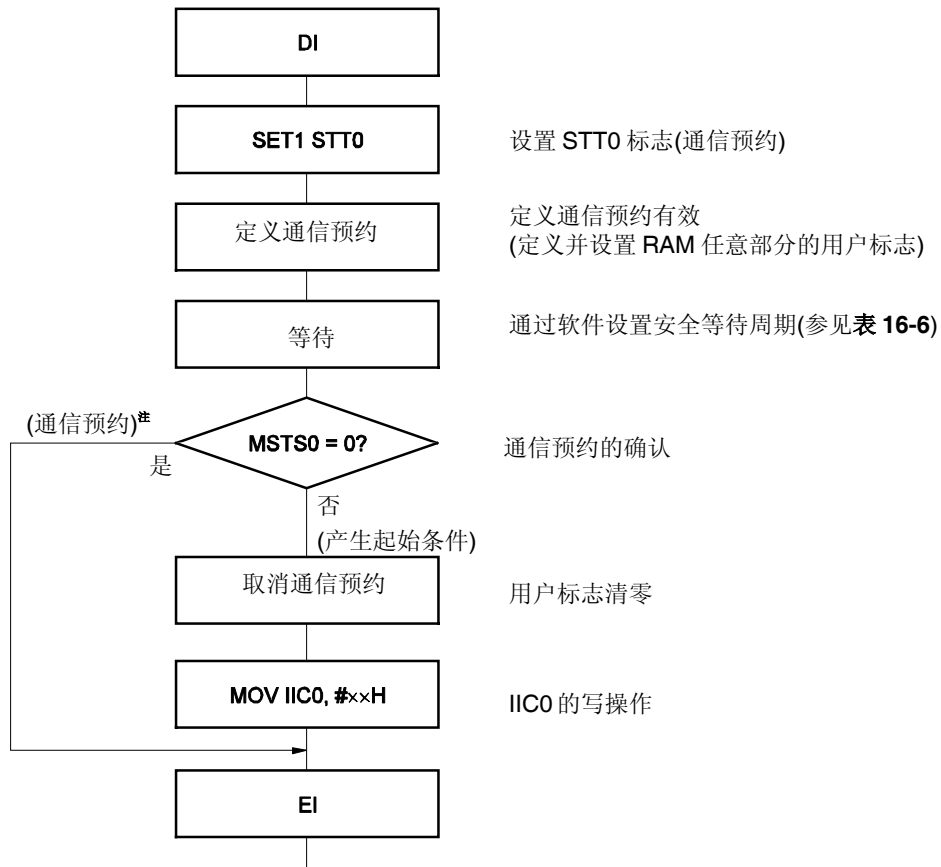 DI
SET1 STT0
设置 STT0 标志(通信预约)
定义通信预约
定义通信预约有效
(定义并设置 RAM 任意部分的用户标志)
等待
通过软件设置安全等待周期(参见表 16-6)
(通信预约)注
MSTS0 = 0?
通信预约的确认
是
否
(产生起始条件)
取消通信预约
用户标志清零
MOV IIC0, #××H
IIC0 的写操作
EI